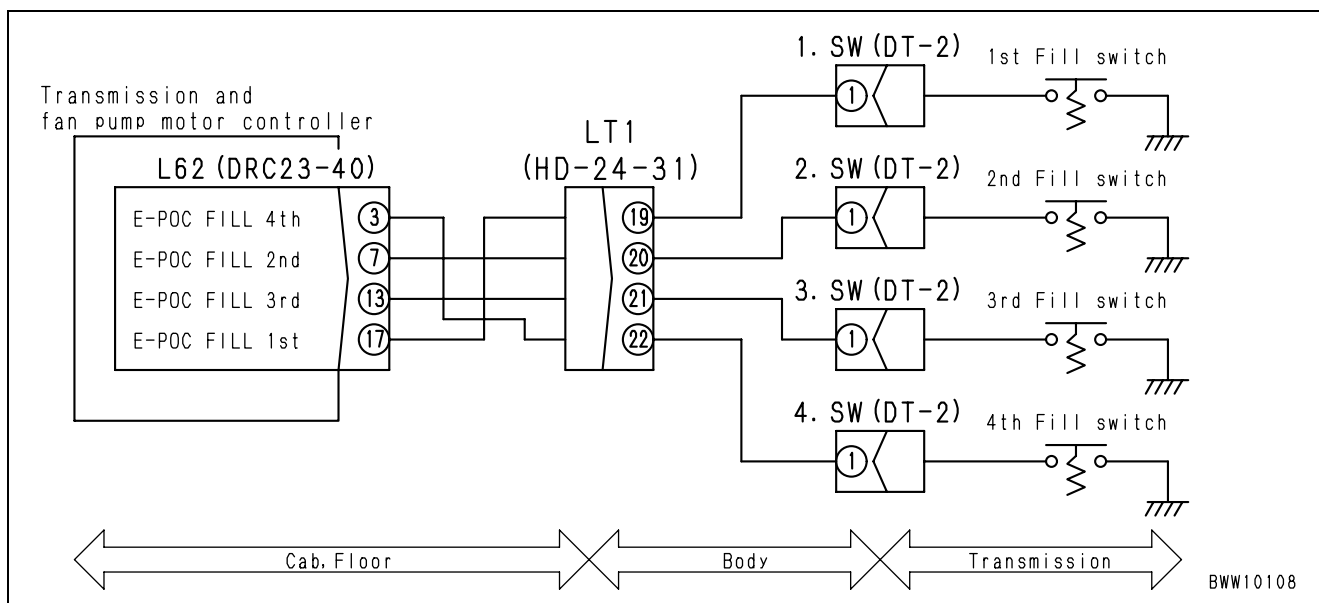 Transmission and
fan pump motor controller
L62 (DRC23-40)
E-POC FILL 4th
3
E-POC FILL 2nd
7
E-POC FILL 3rd
13
E-POC FILL 1st
17
LT1
(HD-24-31)
19
20
21
22
1. SW (DT-2)
1
1st Fill switch
2. SW (DT-2)
1
2nd Fill switch
3. SW (DT-2)
1
3rd Fill switch
4. SW (DT-2)
1
4th Fill switch
Cab, Floor
Body
Transmission
BWW10108